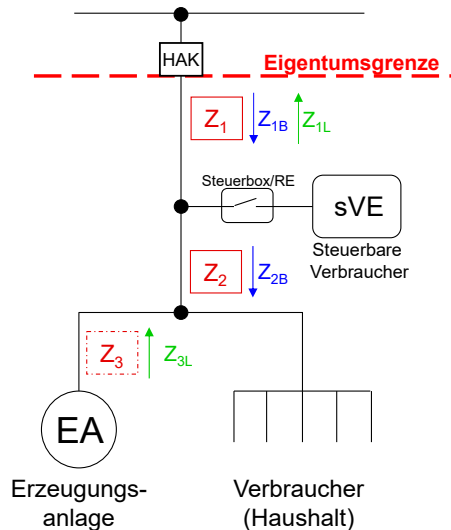 HAK
Eigentumsgrenze
Z1
Z1B
Z1L
Steuerbox/RE
sVE
Steuerbare
Verbraucher
Z2
Z2B
Z3
Z3L
EA
Erzeugungs-
anlage
Verbraucher
(Haushalt)